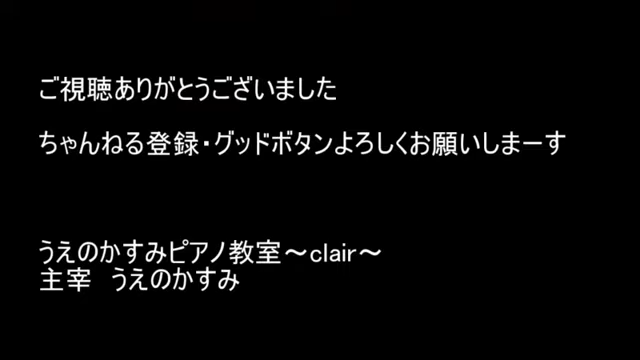 ご視聴ありがとうございました
ちゃんねる登録・グッドボタンよろしくお願いしまーす
うえのかすみピアノ教室～clair～
主宰　うえのかすみ